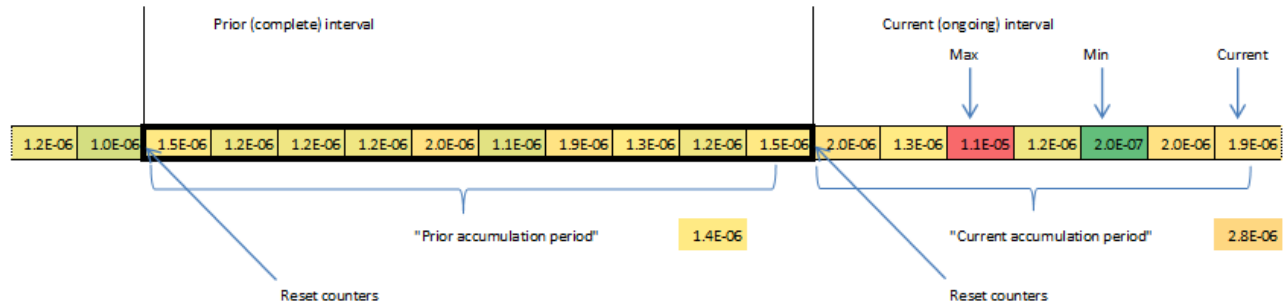 Prior (complete) interval
Current (ongoing) interval
Max Min Current
1.2E-06 1.0E-06 1.5E-06 1.2E-06 1.2E-06 1.2E-06 2.0E-06 1.1E-06 1.9E-06 1.3E-06 1.2E-06 1.5E-06 2.0E-06 1.3E-06 1.1E-05 1.2E-06 2.0E-07 2.0E-06 1.9E-06
"Prior accumulation period" 1.4E-06 "Current accumulation period" 2.8E-06
Reset counters Reset counters